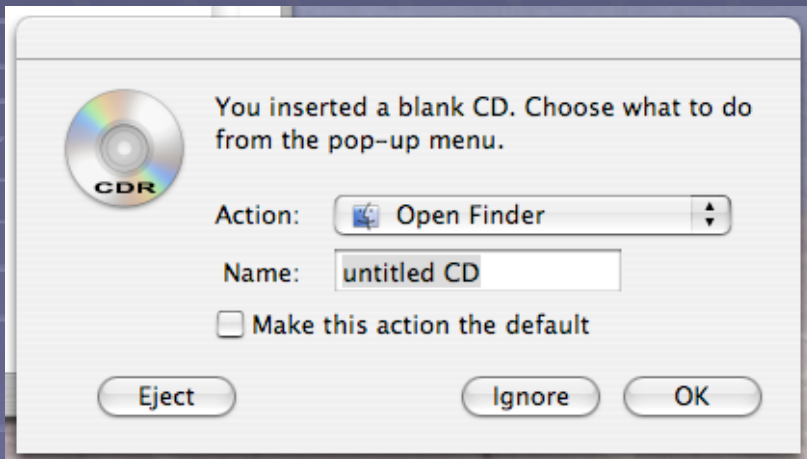 You inserted a blank CD. Choose what to do
from the pop-up menu.
CDR
Action: Open Finder
Name: untitled CD
Make this action the default
Eject Ignore OK